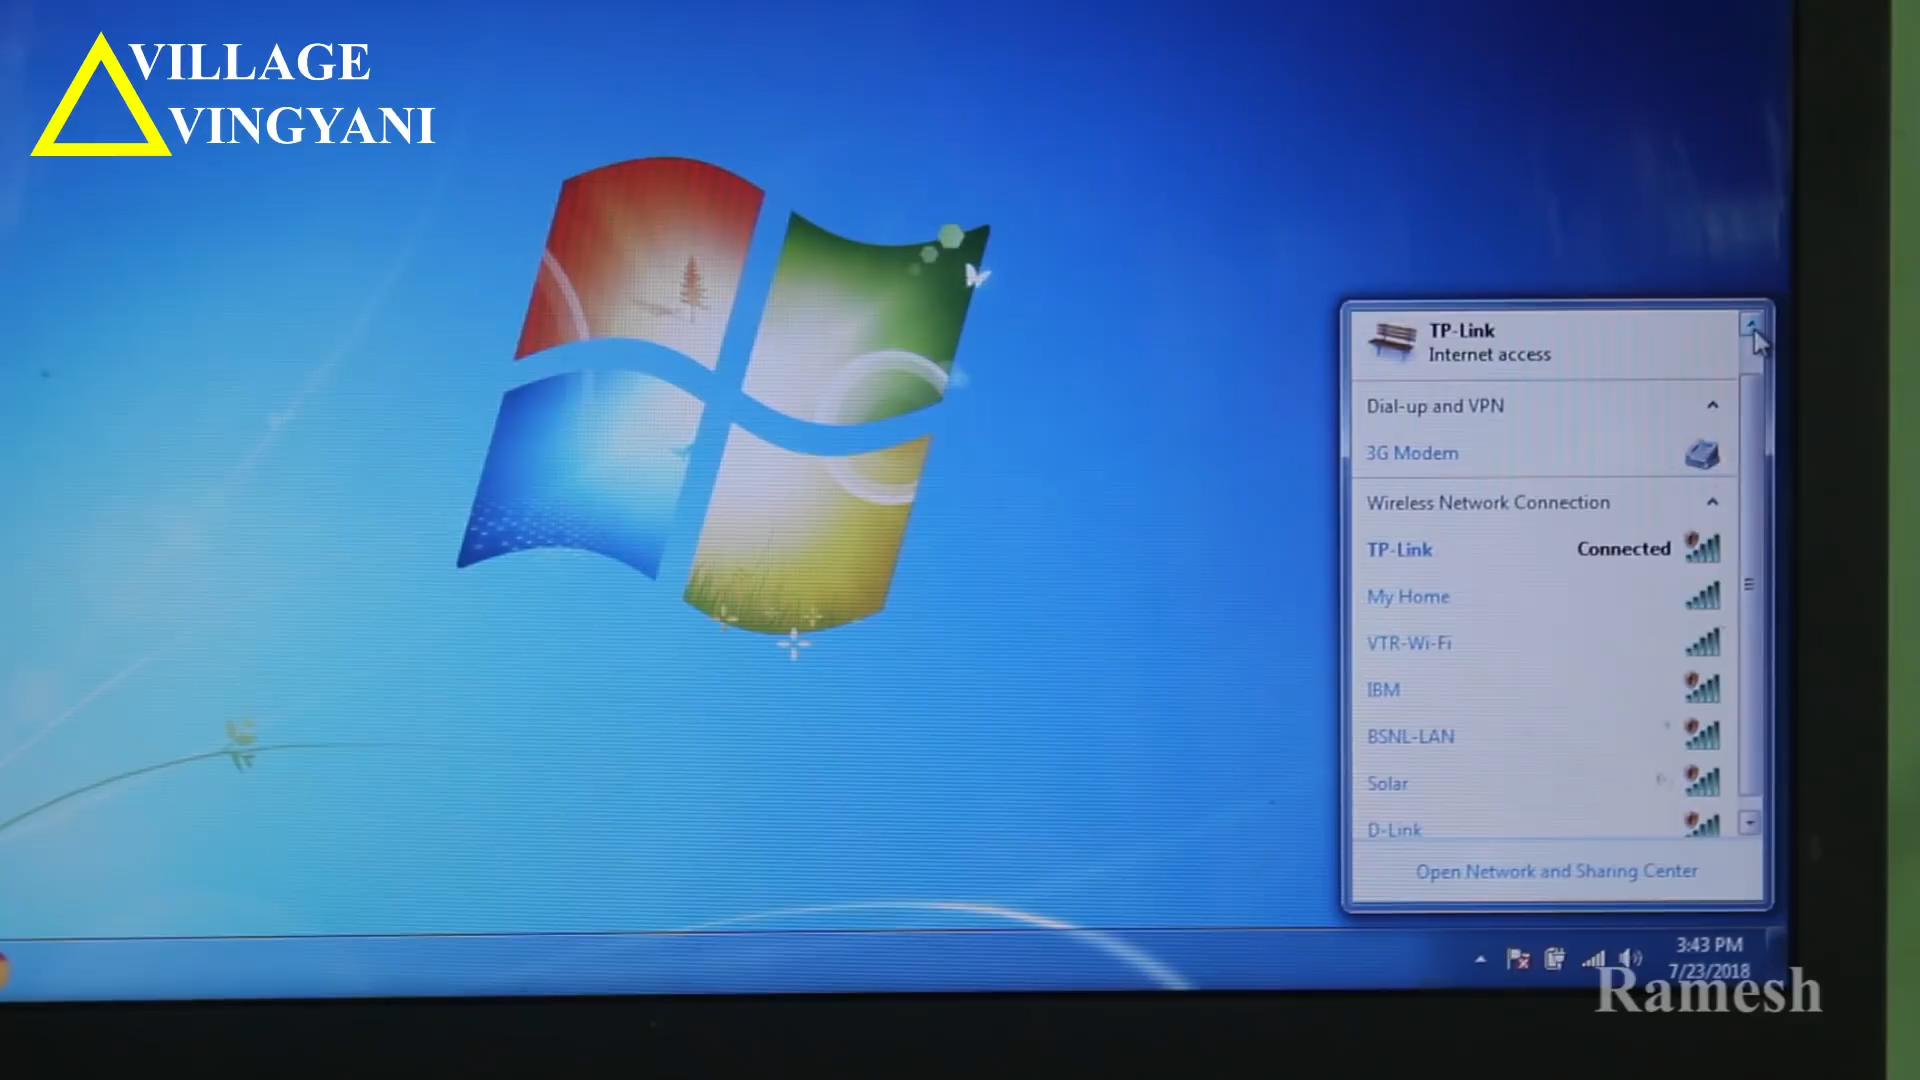 VILLAGE
VINGYANI
TP-Link
Internet access
Dial-up and VPN
3G Modem
Wireless Network Connection
TP-Link Connected
My Home
VTR-Wi-Fi
IBM
BSNL-LAN
Solar
D-Link
Open Network and Sharing Center
3:43 PM
7/23/2018
Ramesh